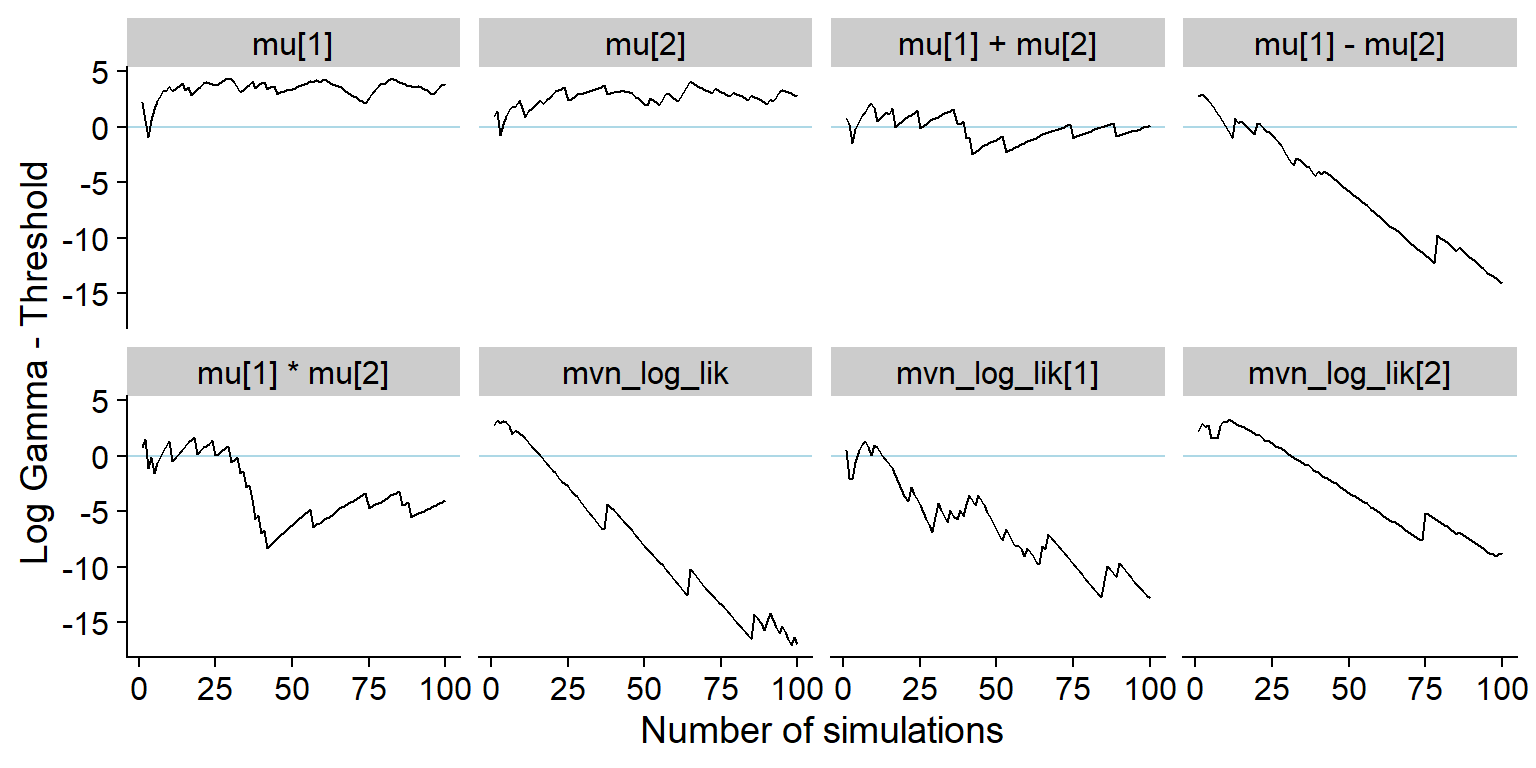 mu[1] mu[2] mu[1] + mu[2] mu[1] - mu[2]
5
0
-5
-10
-15
mu[1] * mu[2] mvn_log_lik mvn_log_lik[1] mvn_log_lik[2]
5
0
-5
-10
-15
0 25 50 75 100 0 25 50 75 100 0 25 50 75 100 0 25 50 75 100
Number of simulations
Log Gamma - Threshold